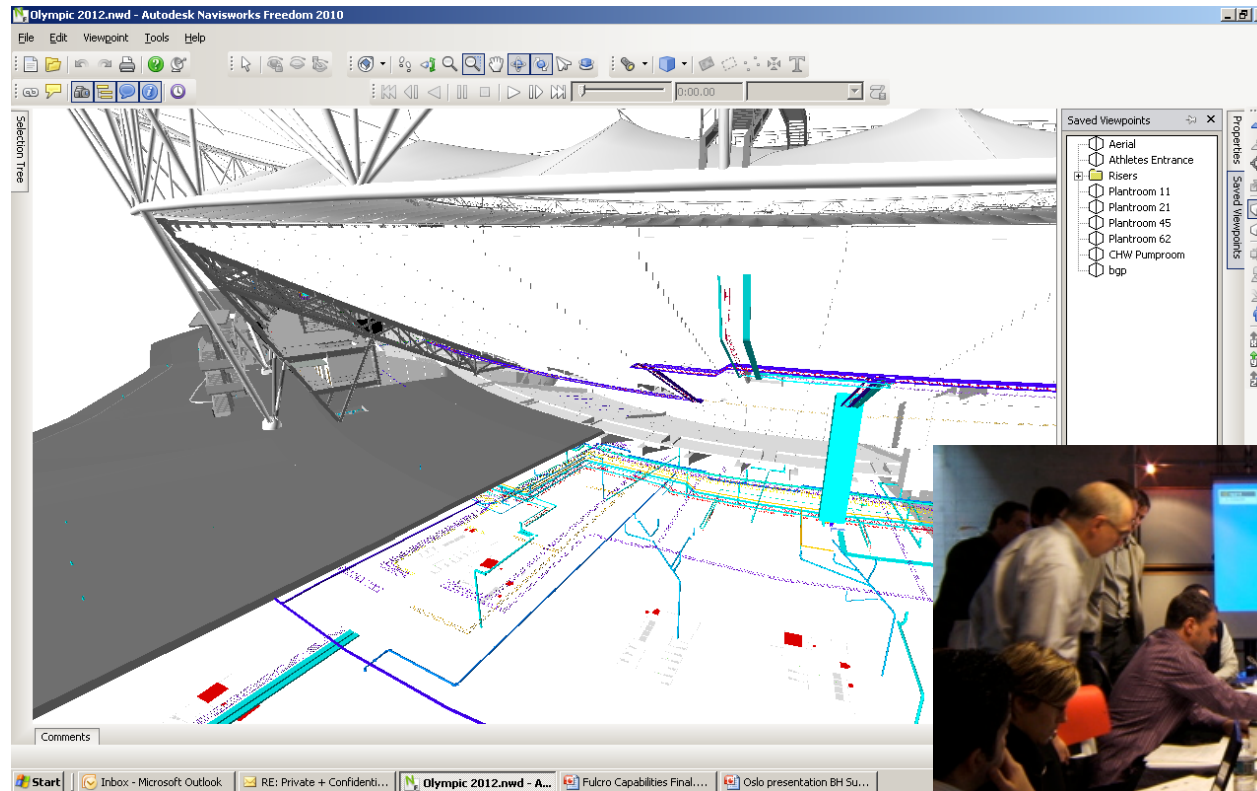 Olympic 2012.nwd - Autodesk Navisworks Freedom 2010
File Edit Viewpoint Tools Help
0:00.00
Selection Tree
Saved Viewpoints
Aerial
Athletes Entrance
Risers
Plantroom 11
Plantroom 21
Plantroom 45
Plantroom 62
CHW Pumproom
bgp
Properties
Saved Viewpoints
Comments
Start Inbox - Microsoft Outlook RE: Private + Confidenti... Olympic 2012.nwd - A... Fulcro Capabilities Final.... Oslo presentation BH Su...